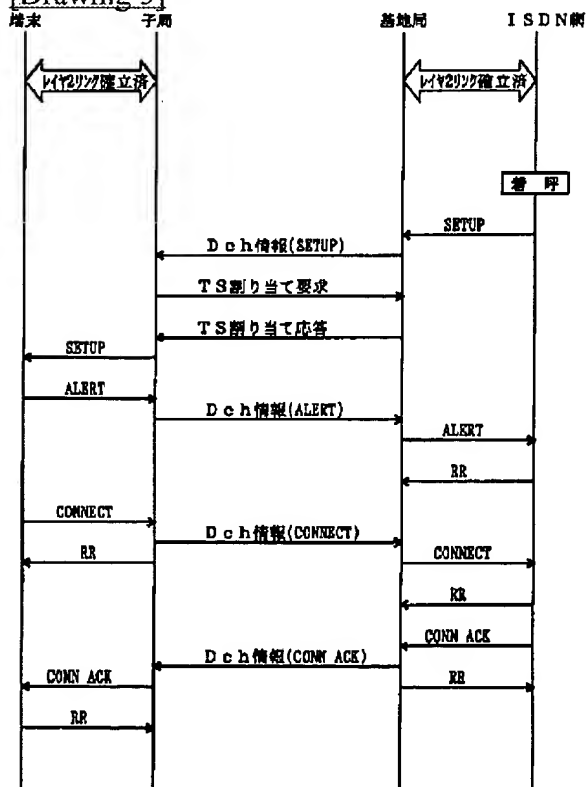 [Drawing 9]
端末 子局 基地局 ISDN網
レイヤ2リンク確立済 レイヤ2リンク確立済
着 呼
SETUP
Dch情報(SETUP)
TS割り当て要求
TS割り当て応答
SETUP
ALERT
Dch情報(ALERT)
ALERT
RR
CONNECT
Dch情報(CONNECT)
RR CONNECT
RR
CONN ACK
Dch情報(CONN ACK)
CONN ACK RR
RR